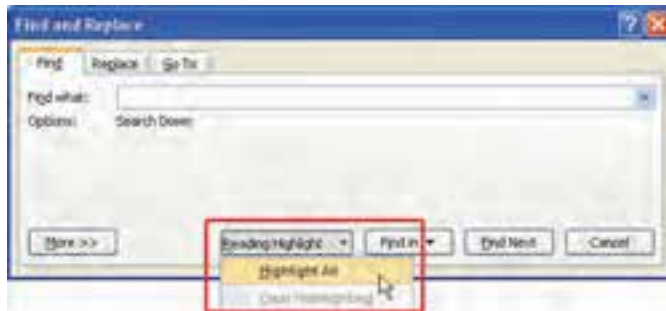 Find and Replace
Find Replace Go To
Find what:
Options: Search Down
More >> Reading Highlight Find in Find Next Cancel
Highlight All
Clear Highlighting